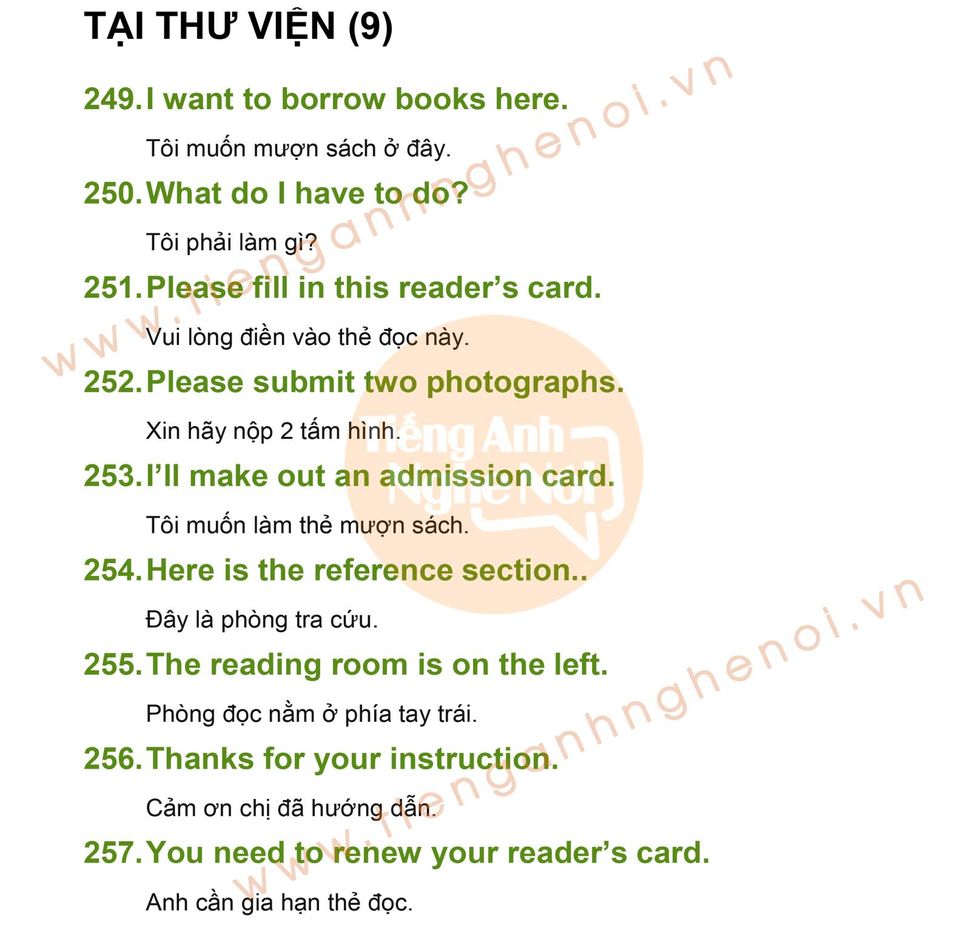 TẠI THƯ VIỆN (9)
249. I want to borrow books here.
Tôi muốn mượn sách ở đây.
250. What do I have to do?
Tôi phải làm gì?
251. Please fill in this reader’s card.
Vui lòng điền vào thẻ đọc này.
252. Please submit two photographs.
Xin hãy nộp 2 tấm hình.
253. I’ll make out an admission card.
Tôi muốn làm thẻ mượn sách.
254. Here is the reference section..
Đây là phòng tra cứu.
255. The reading room is on the left.
Phòng đọc nằm ở phía tay trái.
256. Thanks for your instruction.
Cảm ơn chị đã hướng dẫn.
257. You need to renew your reader’s card.
Anh cần gia hạn thẻ đọc.
www.tienganhnghenoi.vn
Tiếng Anh
Nghe Nói
www.tienganhnghenoi.vn